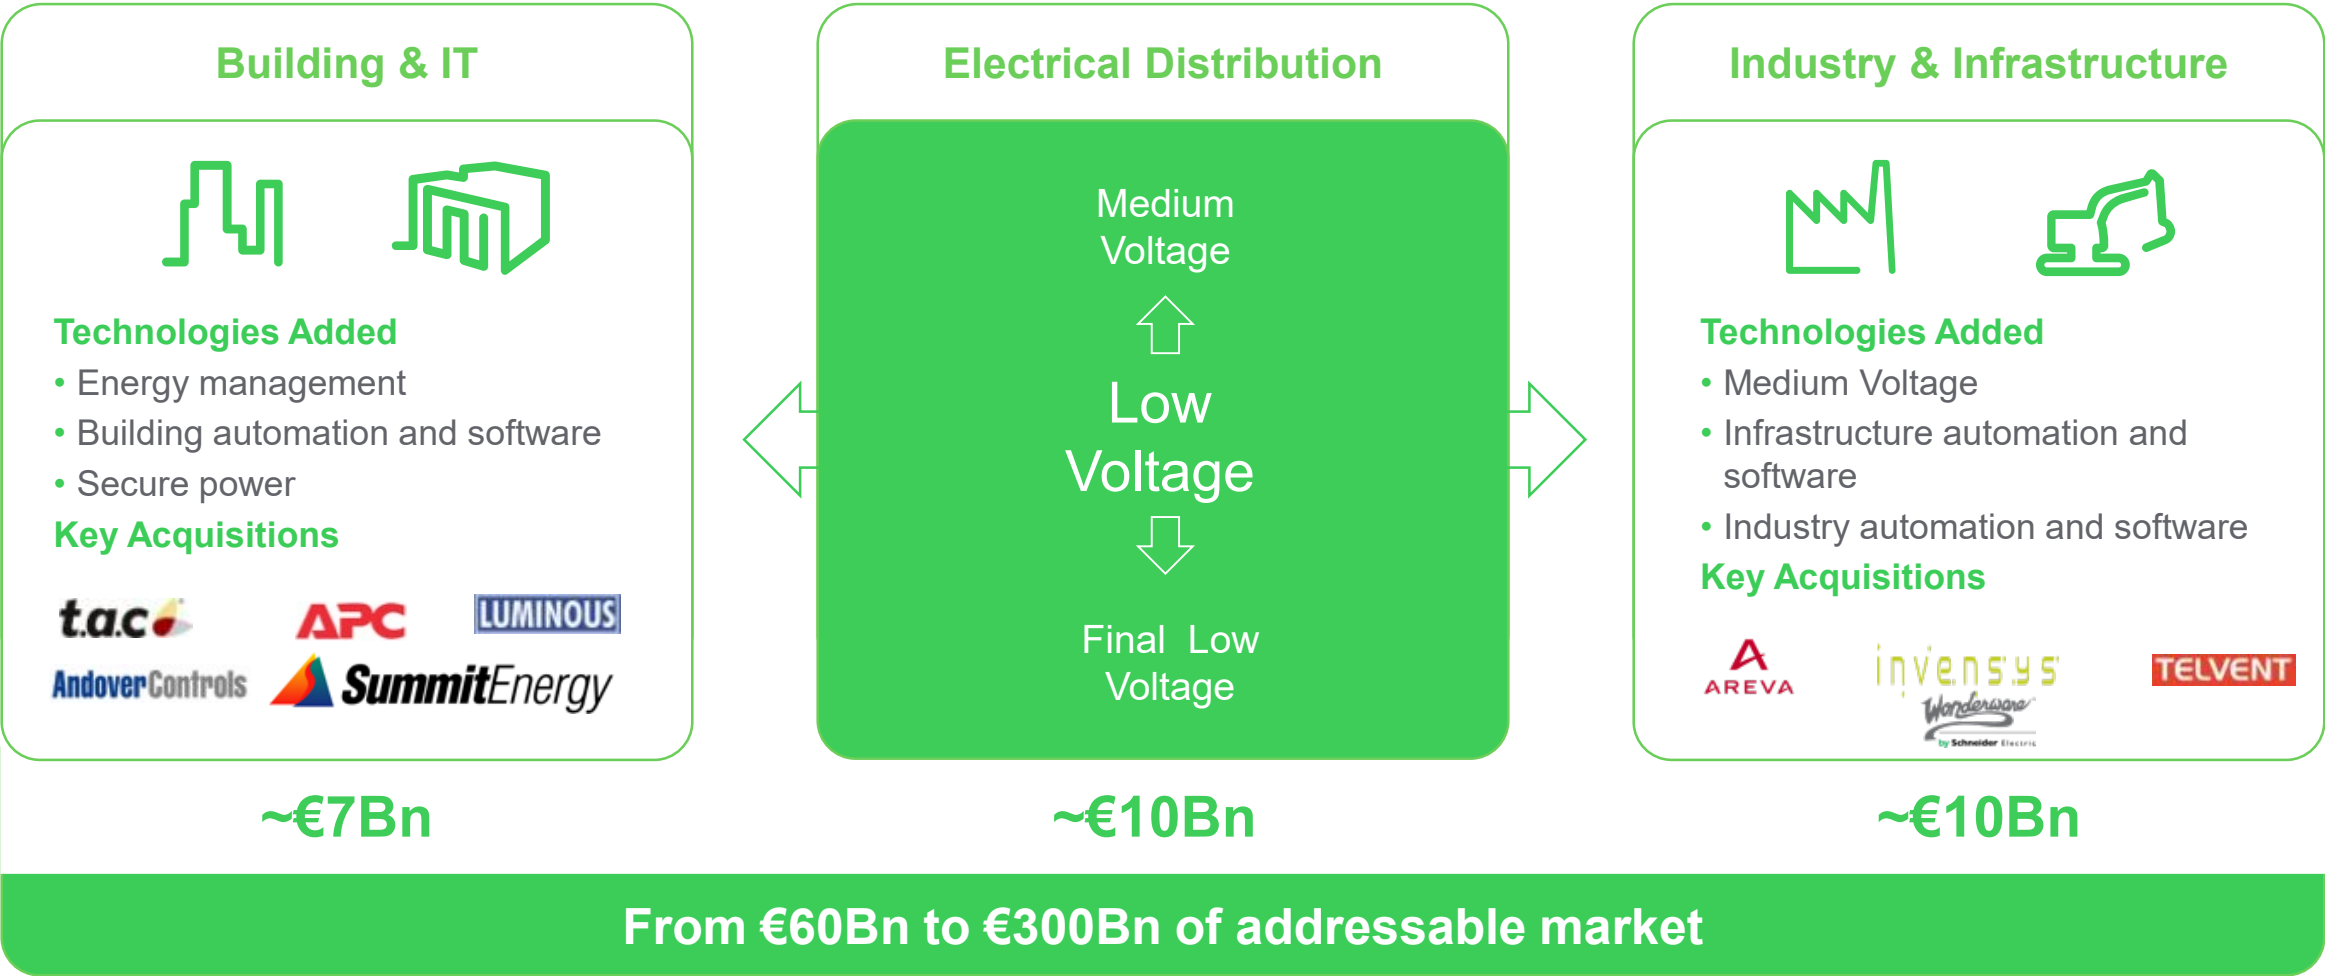 Building & IT
Technologies Added
• Energy management
• Building automation and software
• Secure power
Key Acquisitions
t.a.c
APC
LUMINOUS
AndoverControls
SummitEnergy
~€7Bn
Electrical Distribution
Medium
Voltage
Low
Voltage
Final Low
Voltage
~€10Bn
Industry & Infrastructure
Technologies Added
• Medium Voltage
• Infrastructure automation and
software
• Industry automation and software
Key Acquisitions
AREVA
invensys
Wonderware
by Schneider Electric
TELVENT
~€10Bn
From €60Bn to €300Bn of addressable market